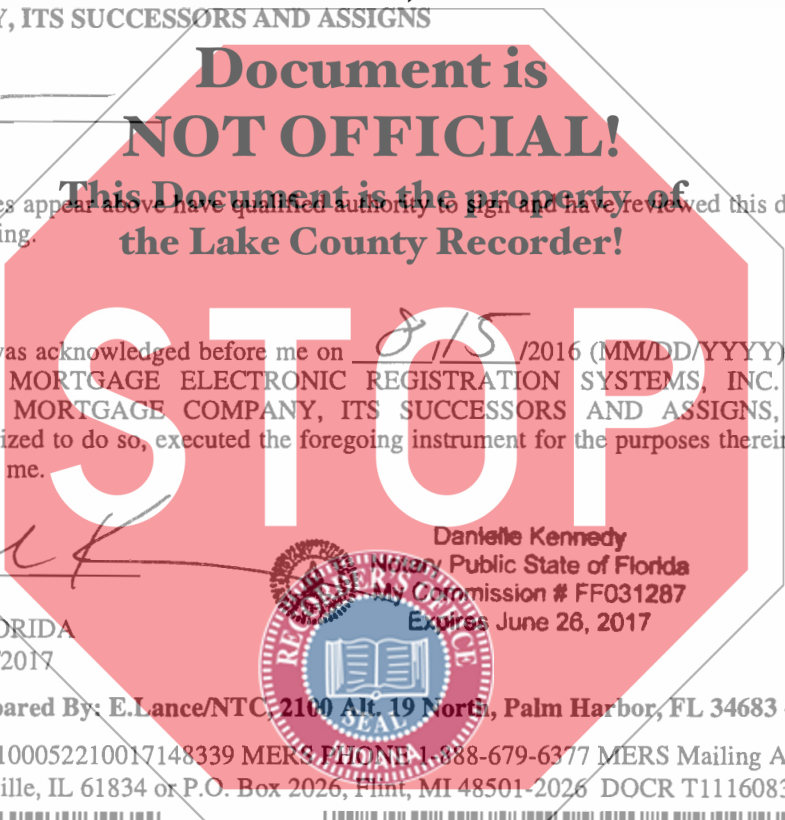 Y, ITS SUCCESSORS AND ASSIGNS
Document is
NOT OFFICIAL!
This Document is the property of
es appear above have qualified authority to sign and have reviewed this d
ing.
the Lake County Recorder!
STOP
was acknowledged before me on 8/15/2016 (MM/DD/YYYY)
MORTGAGE ELECTRONIC REGISTRATION SYSTEMS, INC.
MORTGAGE COMPANY, ITS SUCCESSORS AND ASSIGNS,
ized to do so, executed the foregoing instrument for the purposes therein
me.
Danielle Kennedy
Notary Public State of Florida
My Commission # FF031287
Expires June 26, 2017
RECORDER'S OFFICE
SEAL
INDIANA
ORIDA
2017
pared By: E.Lance/NTC, 2100 Alt. 19 North, Palm Harbor, FL 34683
100052210017148339 MERS PHONE 1-888-679-6377 MERS Mailing A
ille, IL 61834 or P.O. Box 2026, Flint, MI 48501-2026 DOCR T1116083